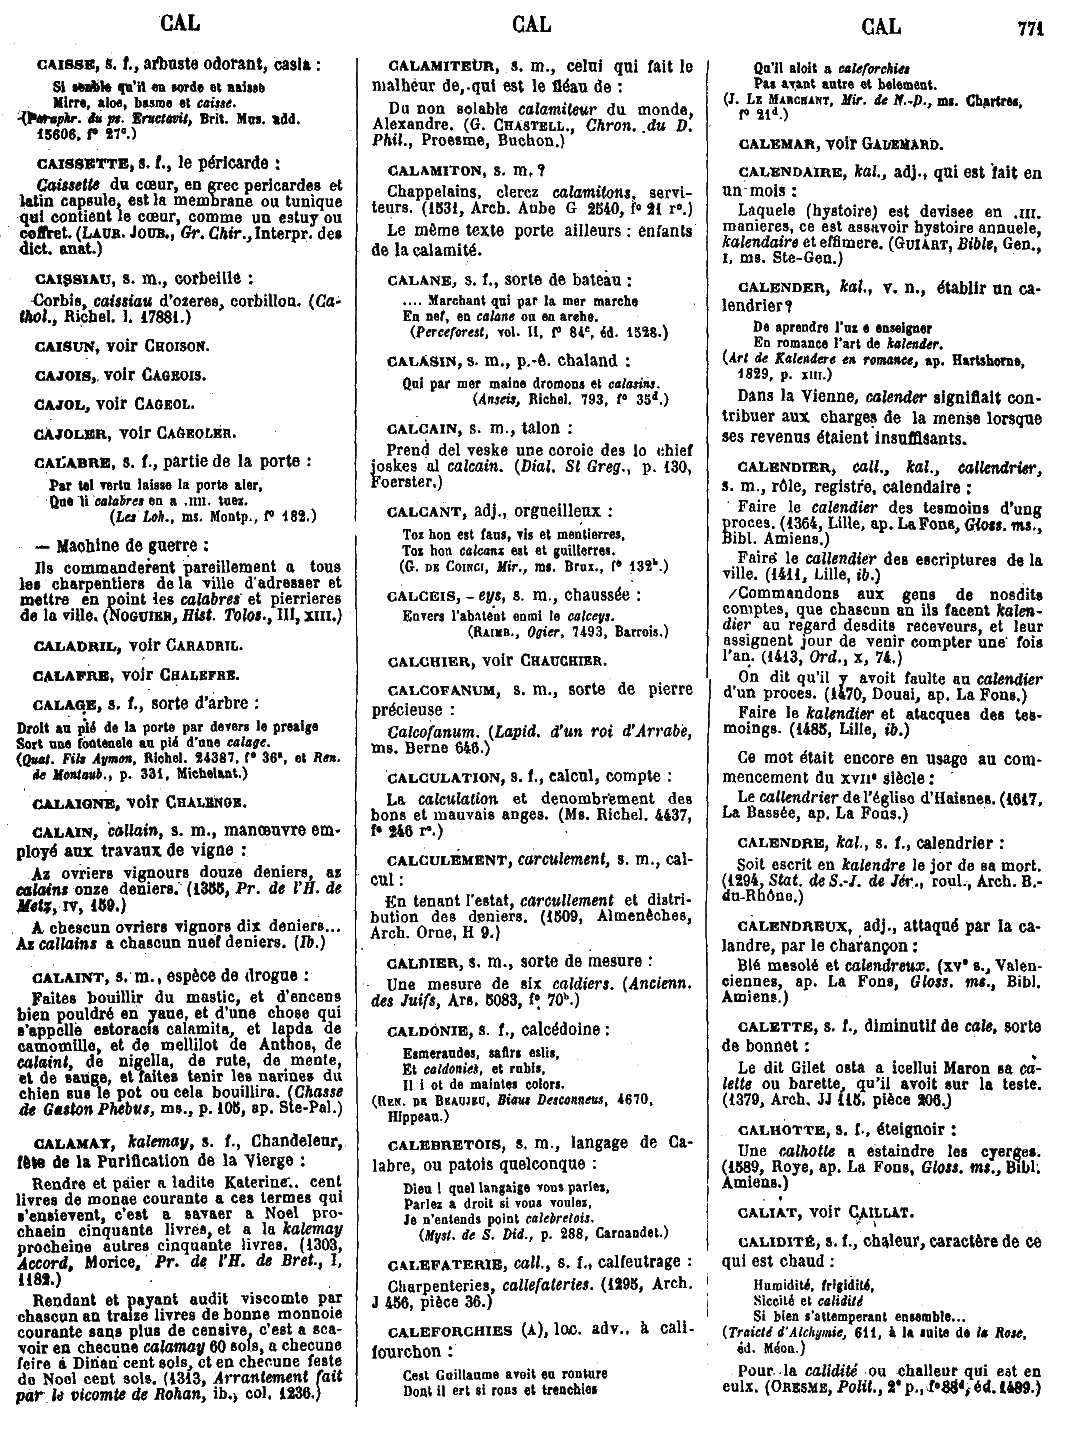 CAL
CAL
CAL
771
CAISSE, s. f., arbuste odorant, casia :
Si semble qu'il en sorde et naisse
Mirre, aloe, basme et caisse.
(Paraphr. du ps. Eructavit, Brit. Mus. add.
15606, f° 27ᵒ.)
CAISSETTE, s. f., le péricarde :
Caissette du cœur, en grec pericardes et
latin capsule, est la membrane ou tunique
qui contient le cœur, comme un estuy ou
coffret. (LAUR. JOUB., Gr. Chir., Interpr. des
dict. anat.)
CAISSIAU, s. m., corbeille :
Corbis, caissiau d'ozeres, corbillon. (Ca-
thol., Richel. l. 17881.)
CAISUN, voir CHOISON.
CAJOIS, voir CAGEOIS.
CAJOL, voir CAGEOL.
CAJOLER, voir CAGEOLER.
CALABRE, s. f., partie de la porte :
Par tel vertu laisse la porte aler,
Que li calabres en a .IIII. tuez.
(Les Loh., ms. Montp., f° 182.)
— Machine de guerre :
Ils commanderent pareillement a tous
les charpentiers de la ville d'adresser et
mettre en point les calabres et pierrieres
de la ville. (NOGUIER, Hist. Tolos., III, XIII.)
CALADRIL, voir CARADRIL.
CALAFRE, voir CHALEFRE.
CALAGE, s. f., sorte d'arbre :
Droit au pié de la porte par devers le praige
Sort une fontenele au pié d'une calage.
(Quat. Fils Aymon, Richel. 24387, f° 36ᵃ, et Ren.
de Montaub., p. 331, Michelant.)
CALAIGNE, voir CHALENGE.
CALAIN, callain, s. m., manœuvre em-
ployé aux travaux de vigne :
Az ovriers vignours douze deniers, az
calains onze deniers. (1355, Pr. de l'H. de
Metz, IV, 159.)
A chescun ovriers vignors dix deniers...
Az callains a chascun nuef deniers. (Ib.)
CALAINT, s. m., espèce de drogue :
Faites bouillir du mastic, et d'encens
bien pouldré en yaue, et d'une chose qui
s'appelle estoracis calamita, et lapda de
camomille, et de mellilot de Anthos, de
calaint, de nigella, de rute, de mente,
et de sauge, et faites tenir les narines du
chien sus le pot ou cela bouillira. (Chasse
de Gaston Phebus, ms., p. 105, ap. Ste-Pal.)
CALAMAY, kalemay, s. f., Chandeleur,
fête de la Purification de la Vierge :
Rendre et païer a ladite Katerine.. cent
livres de monae courante a ces termes qui
s'ensievent, c'est a savaer a Noel pro-
chaein cinquante livres, et a la kalemay
procheine autres cinquante livres. (1303,
Accord, Morice, Pr. de l'H. de Bret., I,
1182.)
Rendant et payant audit viscomte par
chascun an traize livres de bonne monnoie
courante sans plus de censive, c'est a sca-
voir en checune calamay 60 sols, a checune
feire a Dinan cent sols, et en checune feste
de Noel cent sols. (1313, Arrantement fait
par le vicomte de Rohan, ib., col. 1236.)
CALAMITEUR, s. m., celui qui fait le
malheur de, qui est le fléau de :
Du non solable calamiteur du monde,
Alexandre. (G. CHASTELL., Chron. du D.
Phil., Proesme, Buchon.)
CALAMITON, s. m. ?
Chappelains, clercz calamitons, servi-
teurs. (1531, Arch. Aube G 2540, f° 21 r°.)
Le même texte porte ailleurs : enfants
de la calamité.
CALANE, s. f., sorte de bateau :
.... Marchant qui par la mer marche
En nef, en calane ou en arche.
(Perceforest, vol. II, f° 84ᶜ, éd. 1528.)
CALASIN, s. m., p.-ê. chaland :
Qui par mer maine dromons et calasins.
(Anseis, Richel. 793, f° 35ᵈ.)
CALCAIN, s. m., talon :
Prend del veske une coroie des lo chief
joskes al calcain. (Dial. St Greg., p. 130,
Foerster.)
CALCANT, adj., orgueilleux :
Toz hon est faus, vis et mentierres,
Toz hon calcanz est et guillerres.
(G. DE COINCI, Mir., ms. Brux., f° 132ᵇ.)
CALCEIS, - eys, s. m., chaussée :
Envers l'abatent enmi le calceys.
(RAIMB., Ogier, 7493, Barrois.)
CALCHIER, voir CHAUCHIER.
CALCOFANUM, s. m., sorte de pierre
précieuse :
Calcofanum. (Lapid. d'un roi d'Arrabe,
ms. Berne 646.)
CALCULATION, s. f., calcul, compte :
La calculation et denombrement des
bons et mauvais anges. (Ms. Richel. 4437,
f° 246 r°.)
CALCULEMENT, carculement, s. m., cal-
cul :
En tenant l'estat, carcullement et distri-
bution des deniers. (1509, Almenêches,
Arch. Orne, H 9.)
CALDIER, s. m., sorte de mesure :
Une mesure de six caldiers. (Ancienn.
des Juifs, Ars. 5083, f° 70ᵇ.)
CALDONIE, s. f., calcédoine :
Esmeraudes, safirs eslis,
Et caldonies, et rubis,
Il i ot de maintes colors.
(REN. DE BEAUJEU, Biaus Desconneus, 4670,
Hippeau.)
CALEBRETOIS, s. m., langage de Ca-
labre, ou patois quelconque :
Dieu ! quel langaige vous parlez,
Parlez a droit si vous voulez,
Je n'entends point calebretois.
(Myst. de S. Did., p. 288, Carnandet.)
CALEFATERIE, call., s. f., calfeutrage :
Charpenteries, callefateries. (1295, Arch.
J 456, pièce 36.)
CALEFORCHIES (A), loc. adv., à cali-
fourchon :
Cest Guillaume avoit en ronture
Dont il ert si rous et trenchies
Qu'il aloit a caleforchies
Pas avant autre et belement.
(J. LE MARCHANT, Mir. de N.-D., ms. Chartres,
f° 21ᵈ.)
CALEMAR, voir GALEMARD.
CALENDAIRE, kal., adj., qui est fait en
un mois :
Laquele (hystoire) est devisee en .III.
manieres, ce est assavoir hystoire annuele,
kalendaire et effimere. (GUIART, Bible, Gen.,
I, ms. Ste-Gen.)
CALENDER, kal., v. n., établir un ca-
lendrier ?
De aprendre l'uz e enseigner
En romance l'art de kalender.
(Art de Kalendere en romance, ap. Hartshorne,
1829, p. XIII.)
Dans la Vienne, calender signifiait con-
tribuer aux charges de la mense lorsque
ses revenus étaient insuffisants.
CALENDIER, call., kal., callendrier,
s. m., rôle, registre, calendaire :
Faire le calendier des tesmoins d'ung
proces. (1364, Lille, ap. La Fons, Gloss. ms.,
Bibl. Amiens.)
Faire le callendier des escriptures de la
ville. (1411, Lille, ib.)
Commandons aux gens de nosdits
comptes, que chascun an ils facent kalen-
dier au regard desdits receveurs, et leur
assignent jour de venir compter une fois
l'an. (1413, Ord., X, 74.)
On dit qu'il y avoit faulte au calendier
d'un proces. (1470, Douai, ap. La Fons.)
Faire le kalendier et atacques des tes-
moings. (1485, Lille, ib.)
Ce mot était encore en usage au com-
mencement du XVIIᵉ siècle :
Le callendrier de l'église d'Haisnes. (1617,
La Bassée, ap. La Fons.)
CALENDRE, kal., s. f., calendrier :
Soit escrit en kalendre le jor de sa mort.
(1294, Stat. de S.-J. de Jér., roul., Arch. B.-
du-Rhône.)
CALENDREUX, adj., attaqué par la ca-
landre, par le charançon :
Blé mesolé et calendreux. (XVᵉ s., Valen-
ciennes, ap. La Fons, Gloss. ms., Bibl.
Amiens.)
CALETTE, s. f., diminutif de cale, sorte
de bonnet :
Le dit Gilet osta a icellui Maron sa ca-
lette ou barette, qu'il avoit sur la teste.
(1379, Arch. JJ 115, pièce 206.)
CALHOTTE, s. f., éteignoir :
Une calhotte a estaindre les cyerges.
(1589, Roye, ap. La Fons, Gloss. ms., Bibl.
Amiens.)
CALIAT, voir CAILLAT.
CALIDITÉ, s. f., chaleur, caractère de ce
qui est chaud :
Humidité, frigidité,
Siccité et calidité
Si bien s'attemperant ensemble...
(Traicté d'Alchymie, 611, à la suite de la Rose,
éd. Méon.)
Pour la calidité ou challeur qui est en
eulx. (ORESME, Polit., 2ᵉ p., f° 88ᵈ, éd. 1489.)